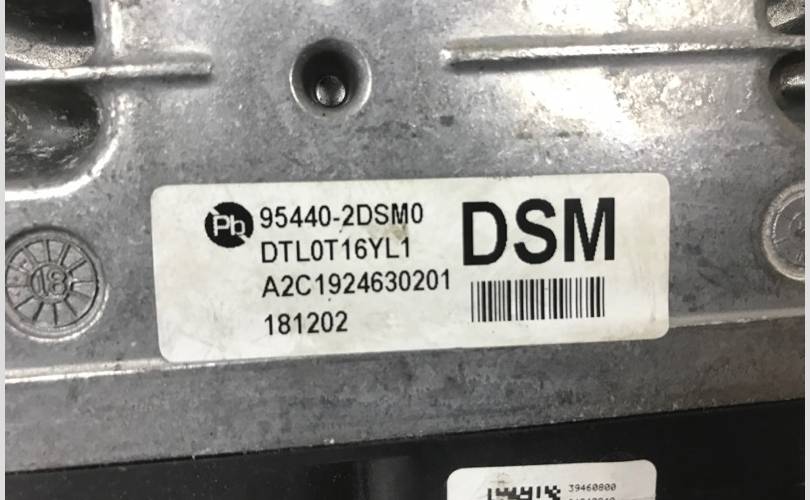 Pb 95440-2DSM0 DSM
DTL0T16YL1
A2C1924630201
181202
18
39460800